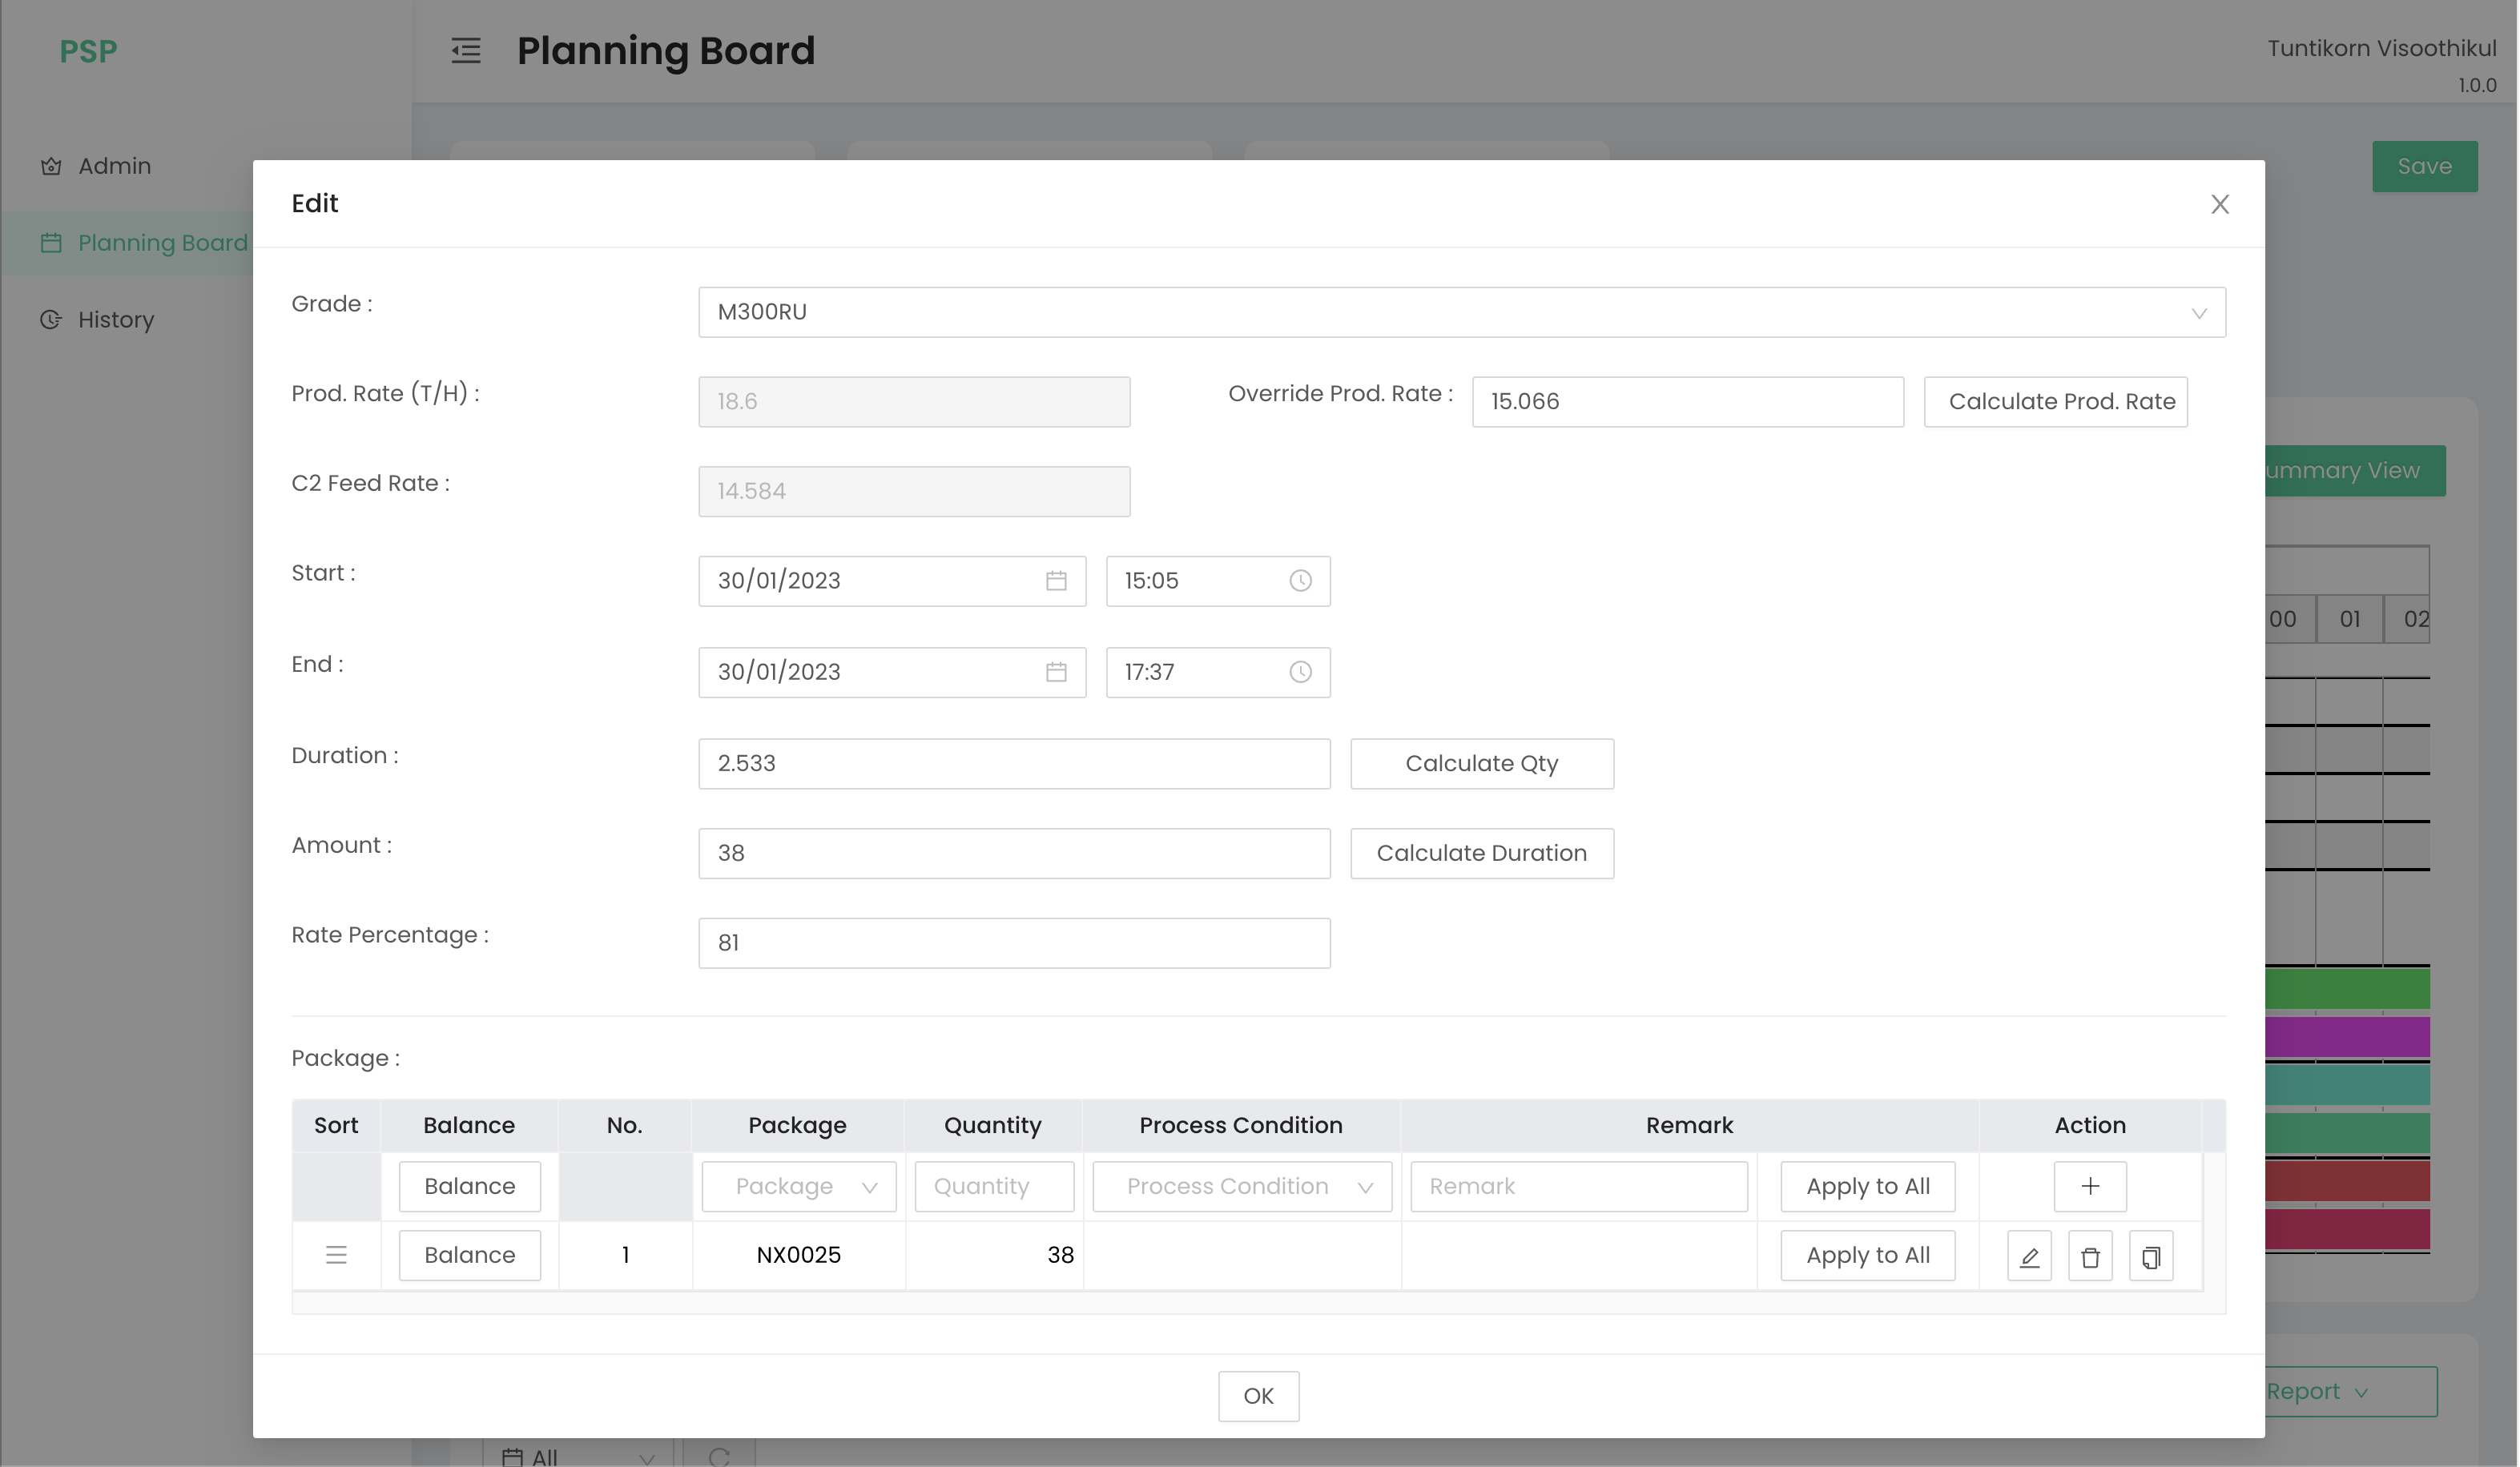 PSP
Planning Board
Tuntikorn Visoothikul
1.0.0
Admin
Planning Board
History
Save
Edit
Grade :
M300RU
Prod. Rate (T/H) :
18.6
Override Prod. Rate :
15.066
Calculate Prod. Rate
C2 Feed Rate :
14.584
ummary View
Start :
30/01/2023
15:05
00
01
02
End :
30/01/2023
17:37
Duration :
2.533
Calculate Qty
Amount :
38
Calculate Duration
Rate Percentage :
81
Package :
Sort
Balance
No.
Package
Quantity
Process Condition
Remark
Action
Balance
Package
Quantity
Process Condition
Remark
Apply to All
+
Balance
1
NX0025
38
Apply to All
OK
Report
All